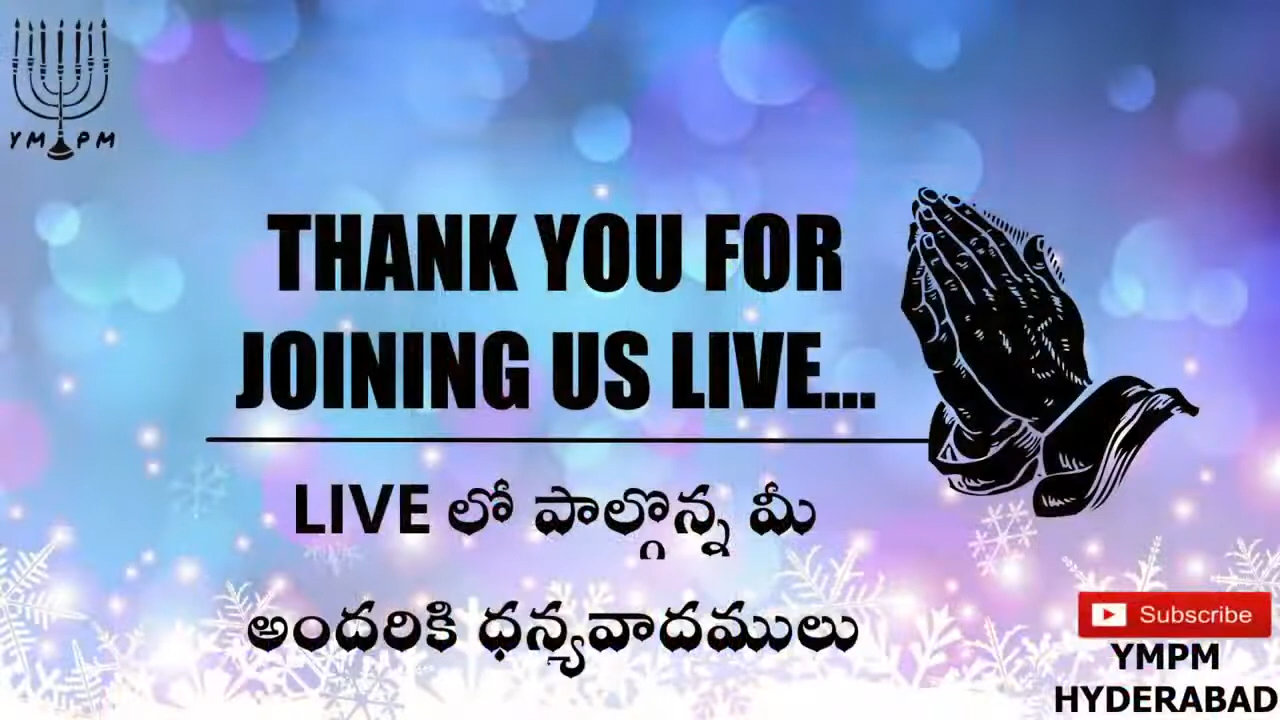 YMPM
THANK YOU FOR
JOINING US LIVE...
LIVE లో పాల్గొన్న మీ
అందరికి ధన్యవాదములు
Subscribe
YMPM
HYDERABAD